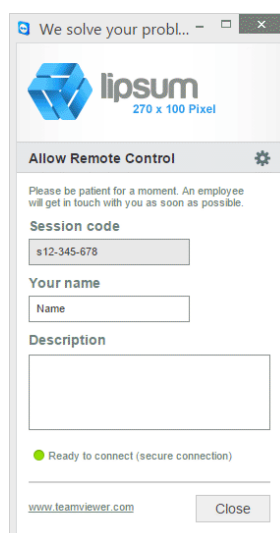 We solve your probl...
lipsum
270 x 100 Pixel
Allow Remote Control
Please be patient for a moment. An employee
will get in touch with you as soon as possible.
Session code
s12-345-678
Your name
Name
Description
Ready to connect (secure connection)
www.teamviewer.com
Close